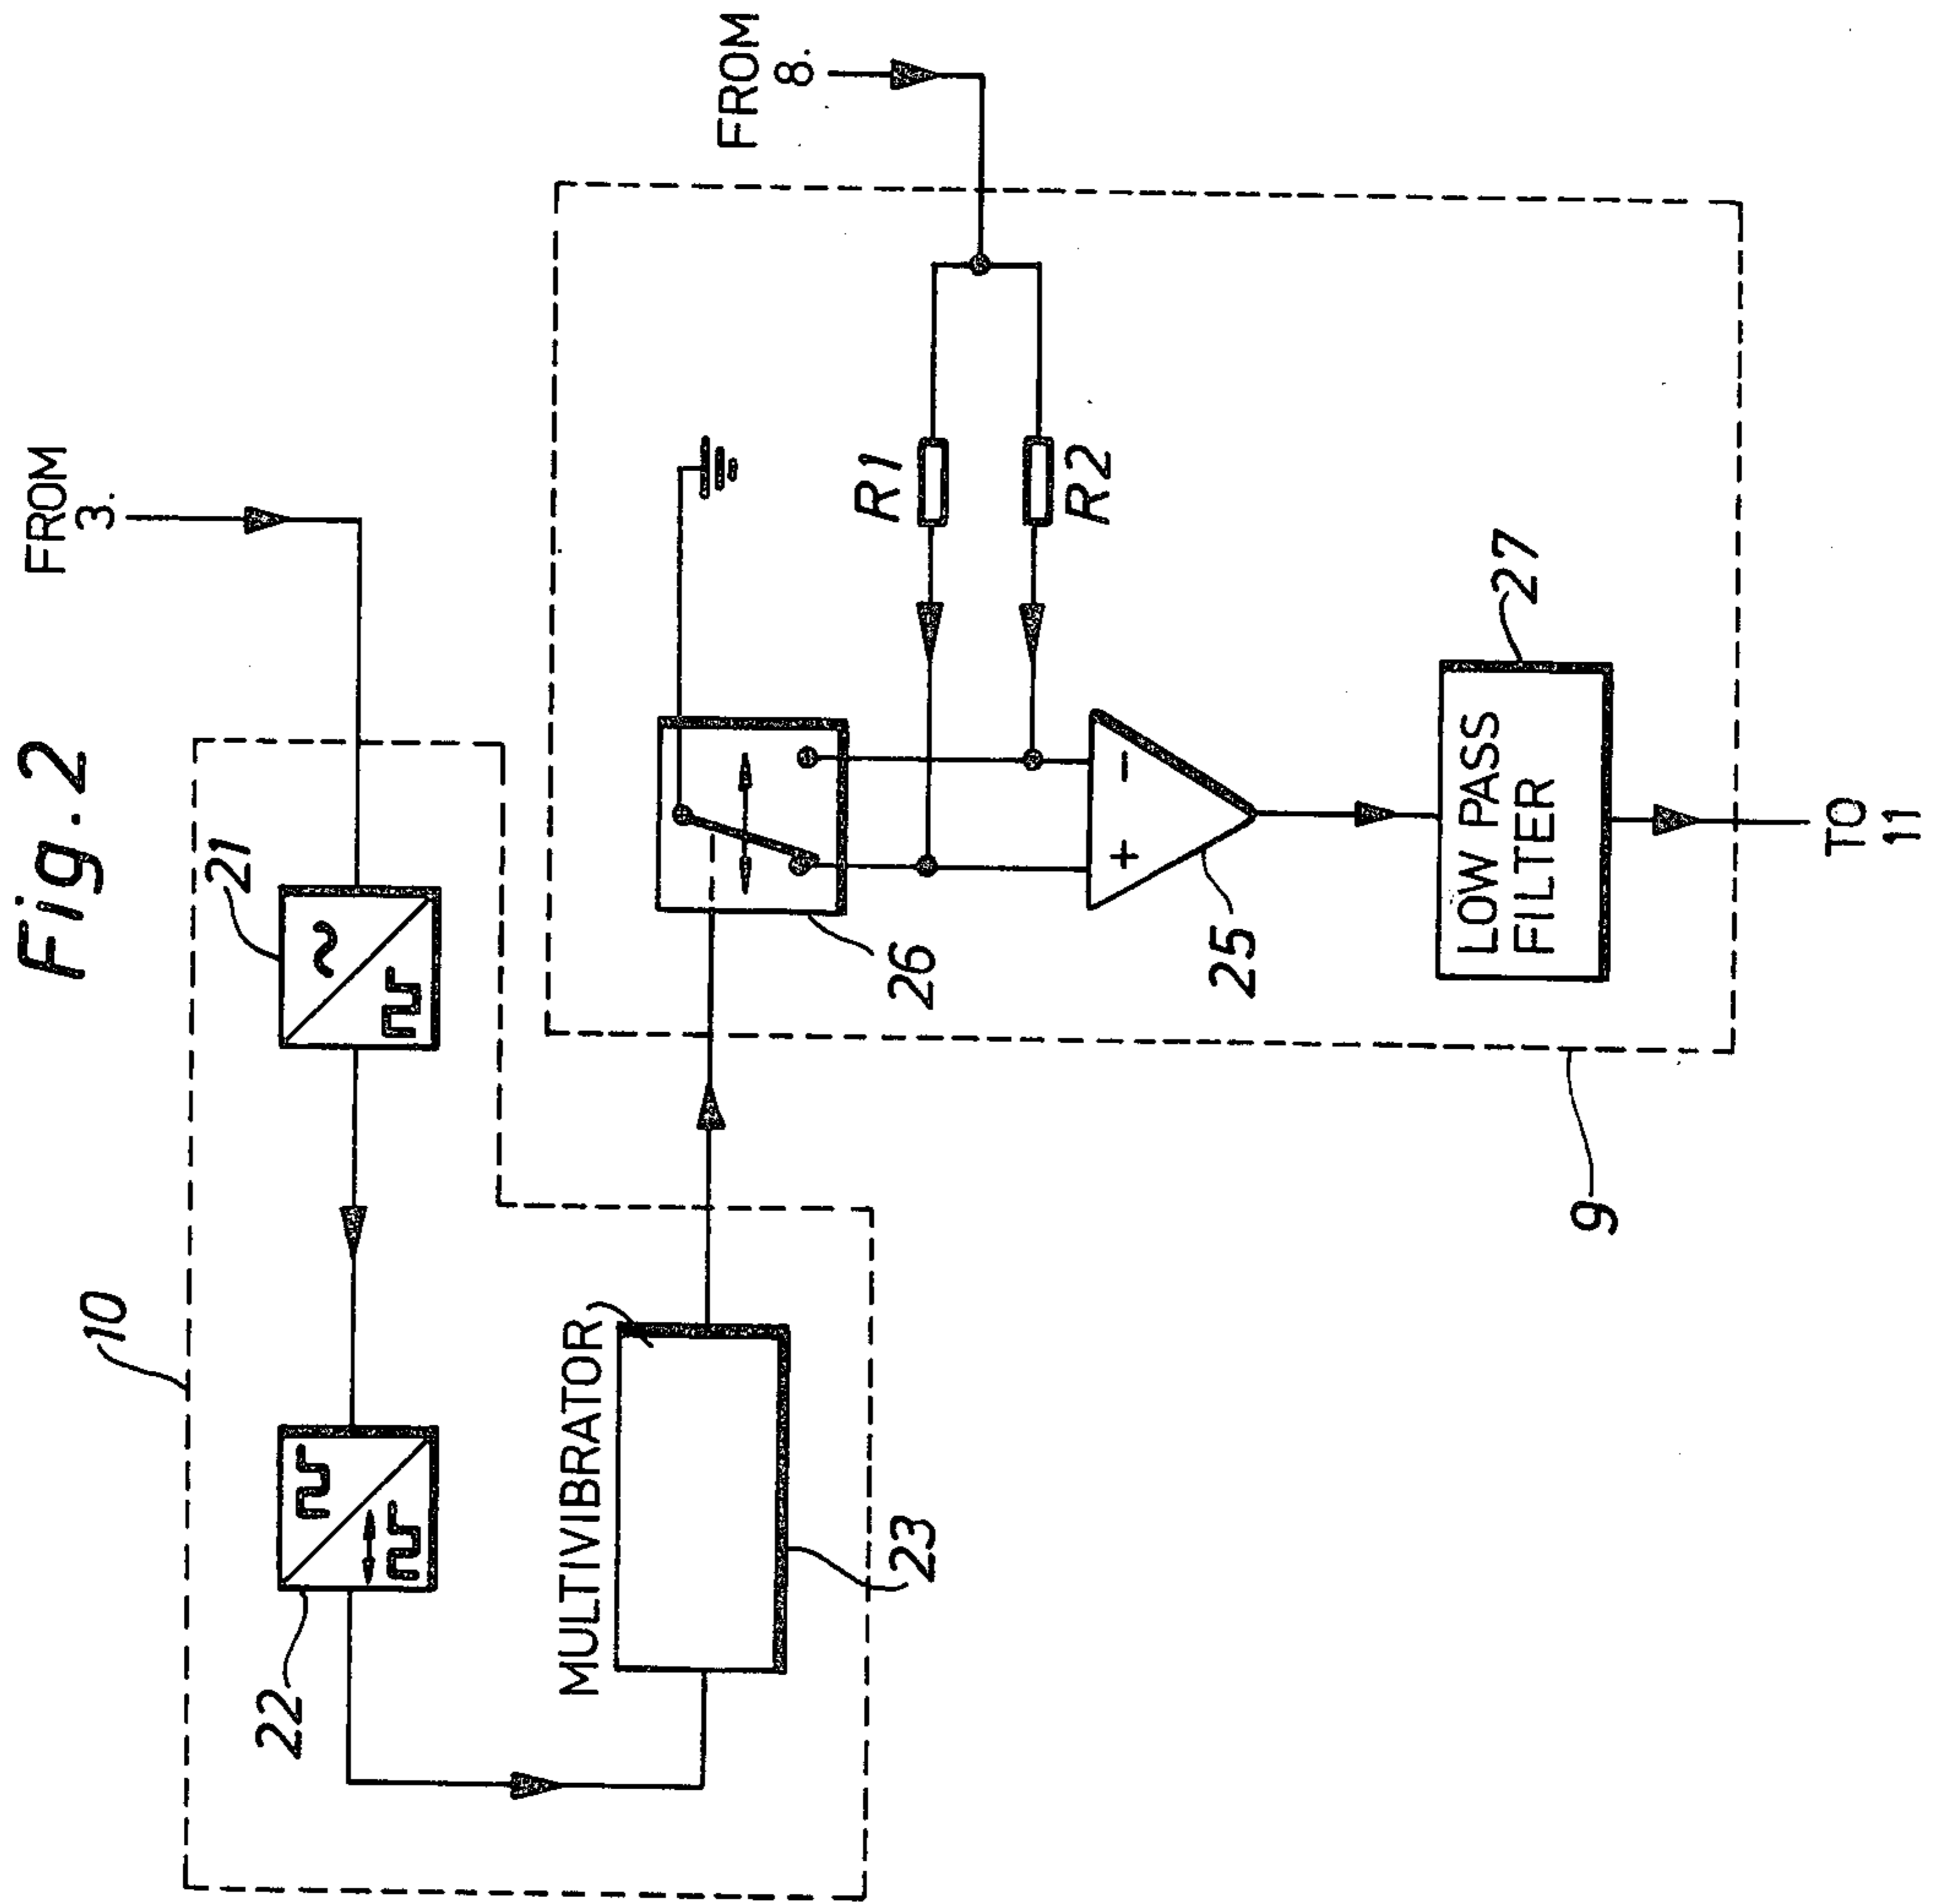 Fig. 2
FROM
3.
FROM
8.
10
21
22
MULTIVIBRATOR
23
26
R1
R2
+
−
25
LOW PASS
FILTER
27
9
TO
11